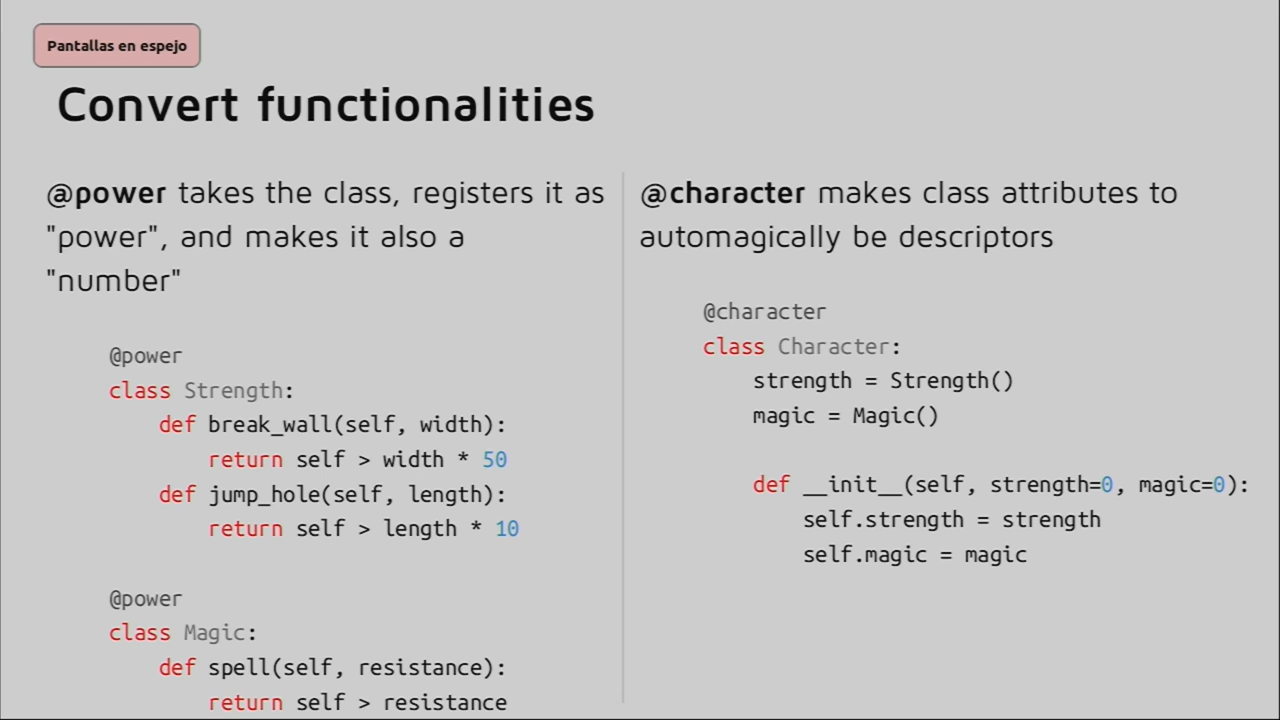 Pantallas en espejo
Convert functionalities
@power takes the class, registers it as
"power", and makes it also a
"number"
@power
class Strength:
    def break_wall(self, width):
        return self > width * 50
    def jump_hole(self, length):
        return self > length * 10
@power
class Magic:
    def spell(self, resistance):
        return self > resistance
@character makes class attributes to
automagically be descriptors
@character
class Character:
    strength = Strength()
    magic = Magic()
    def __init__(self, strength=0, magic=0):
        self.strength = strength
        self.magic = magic